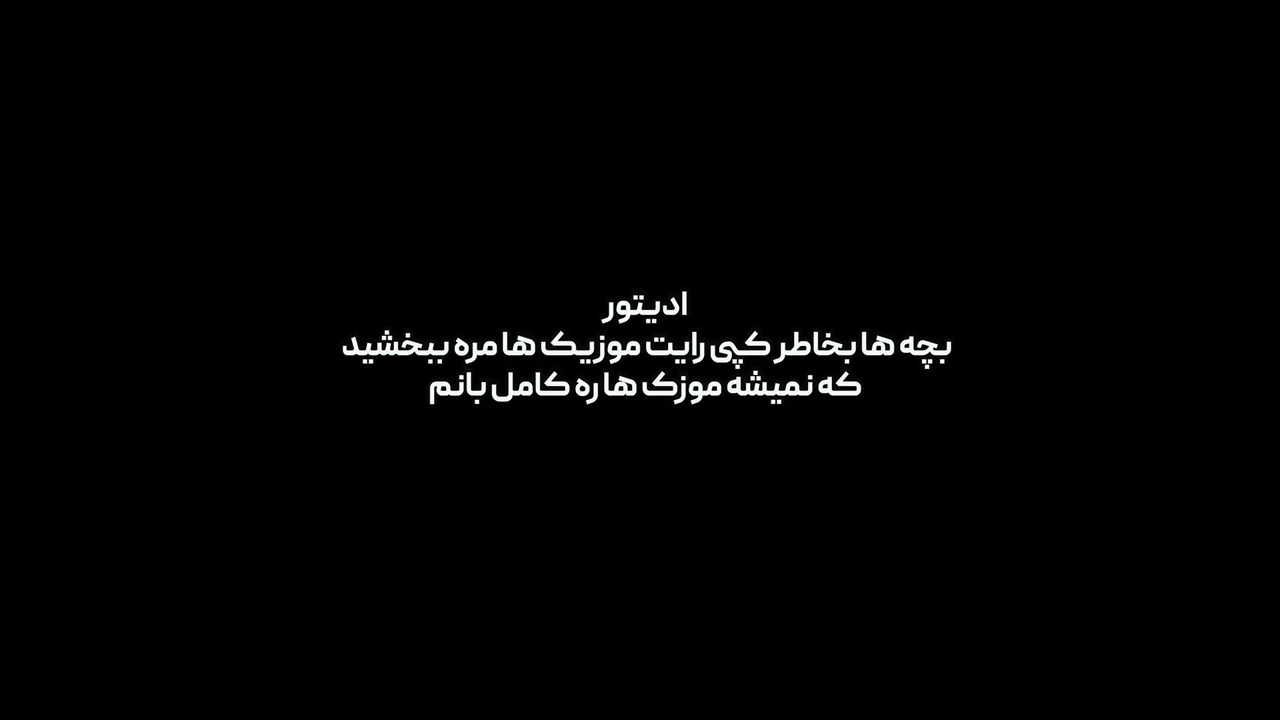 ادیتور
بچه ها بخاطر کپی رایت موزیک ها مره ببخشید
که نمیشه موزک ها ره کامل بانم